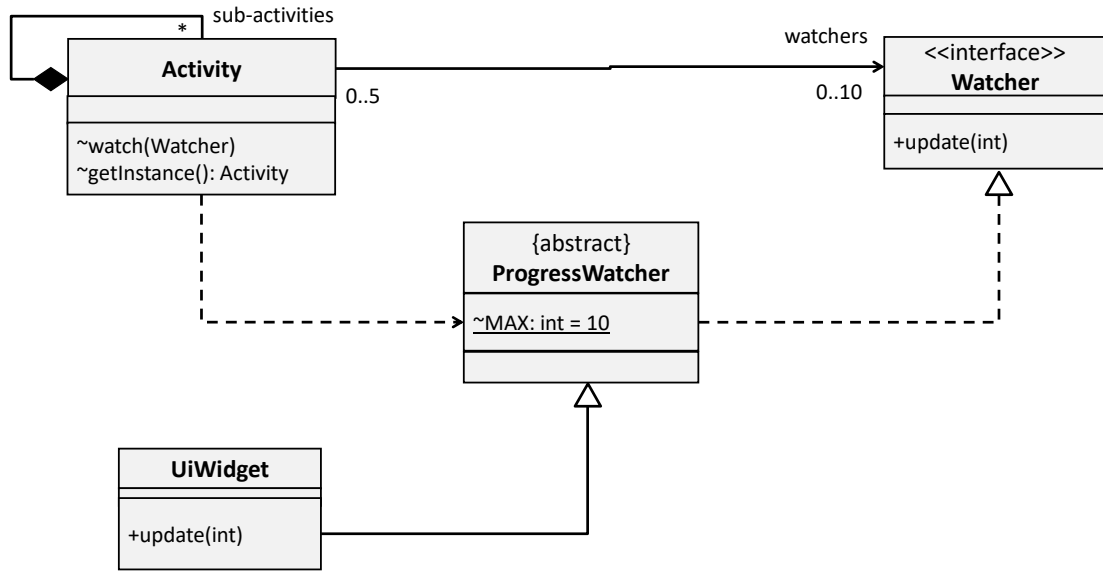 sub-activities
*
Activity
~watch(Watcher)
~getInstance(): Activity
0..5
watchers
0..10
<<interface>>
Watcher
+update(int)
{abstract}
ProgressWatcher
~MAX: int = 10
UiWidget
+update(int)